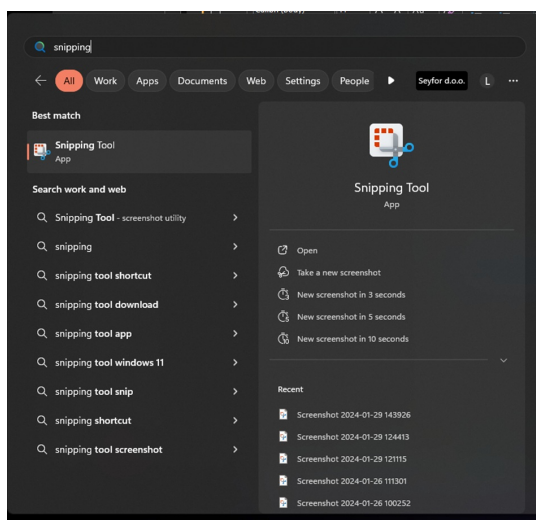 snipping
All Work Apps Documents Web Settings People Seyfor d.o.o. L ...
Best match
Snipping Tool
App
Search work and web
Snipping Tool - screenshot utility
snipping
snipping tool shortcut
snipping tool download
snipping tool app
snipping tool windows 11
snipping tool snip
snipping shortcut
snipping tool screenshot
Snipping Tool
App
Open
Take a new screenshot
New screenshot in 3 seconds
New screenshot in 5 seconds
New screenshot in 10 seconds
Recent
Screenshot 2024-01-29 143926
Screenshot 2024-01-29 124413
Screenshot 2024-01-29 121115
Screenshot 2024-01-26 111301
Screenshot 2024-01-26 100252